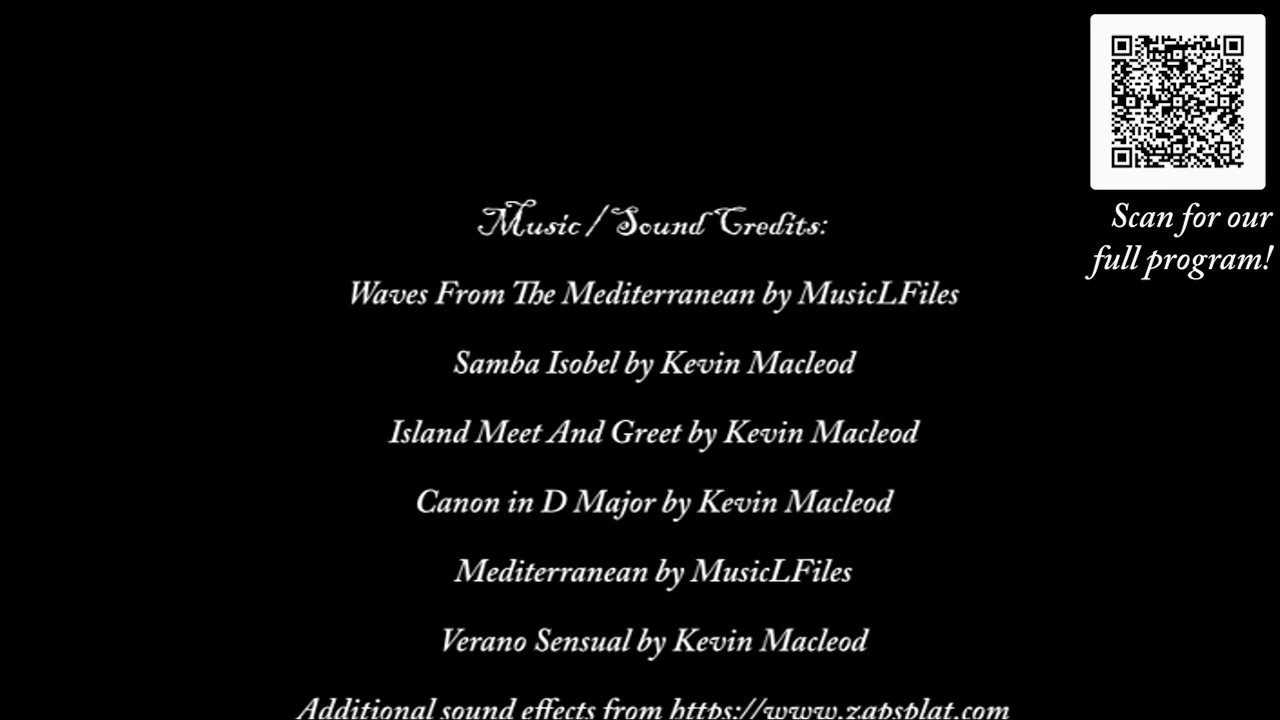 Scan for our
full program!
Music / Sound Credits:
Waves From The Mediterranean by MusicLFiles
Samba Isobel by Kevin Macleod
Island Meet And Greet by Kevin Macleod
Canon in D Major by Kevin Macleod
Mediterranean by MusicLFiles
Verano Sensual by Kevin Macleod
Additional sound effects from https://www.zapsplat.com